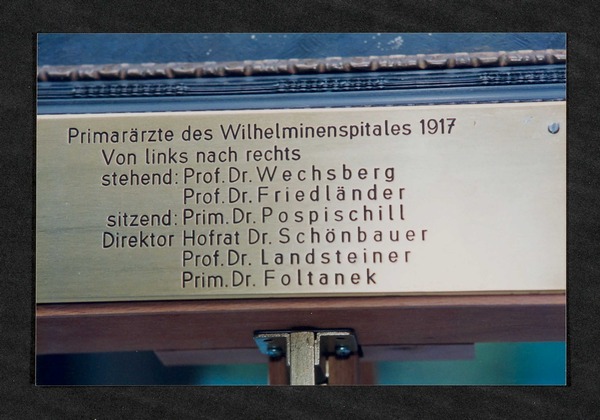 Primarärzte des Wilhelminenspitales 1917
Von links nach rechts
stehend: Prof. Dr. Wechsberg
Prof. Dr. Friedländer
sitzend: Prim. Dr. Pospischill
Direktor Hofrat Dr. Schönbauer
Prof. Dr. Landsteiner
Prim. Dr. Foltanek